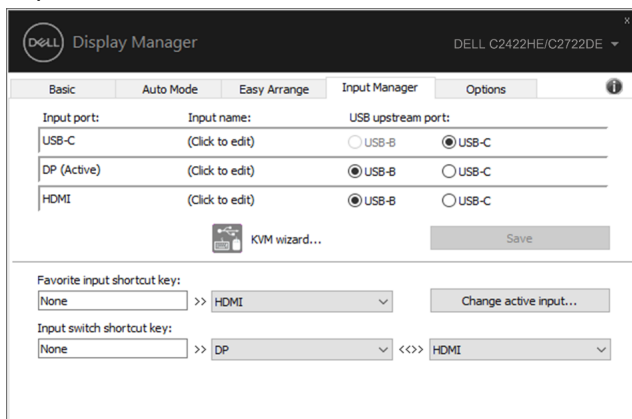 DELL Display Manager DELL C2422HE/C2722DE
Basic Auto Mode Easy Arrange Input Manager Options
Input port: Input name: USB upstream port:
USB-C (Click to edit) USB-B USB-C
DP (Active) (Click to edit) USB-B USB-C
HDMI (Click to edit) USB-B USB-C
KVM wizard... Save
Favorite input shortcut key:
None >> HDMI Change active input...
Input switch shortcut key:
None >> DP <<>> HDMI